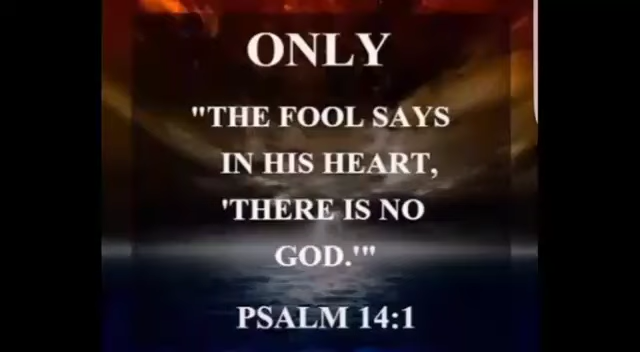 ONLY
"THE FOOL SAYS
IN HIS HEART,
'THERE IS NO
GOD.'"
PSALM 14:1